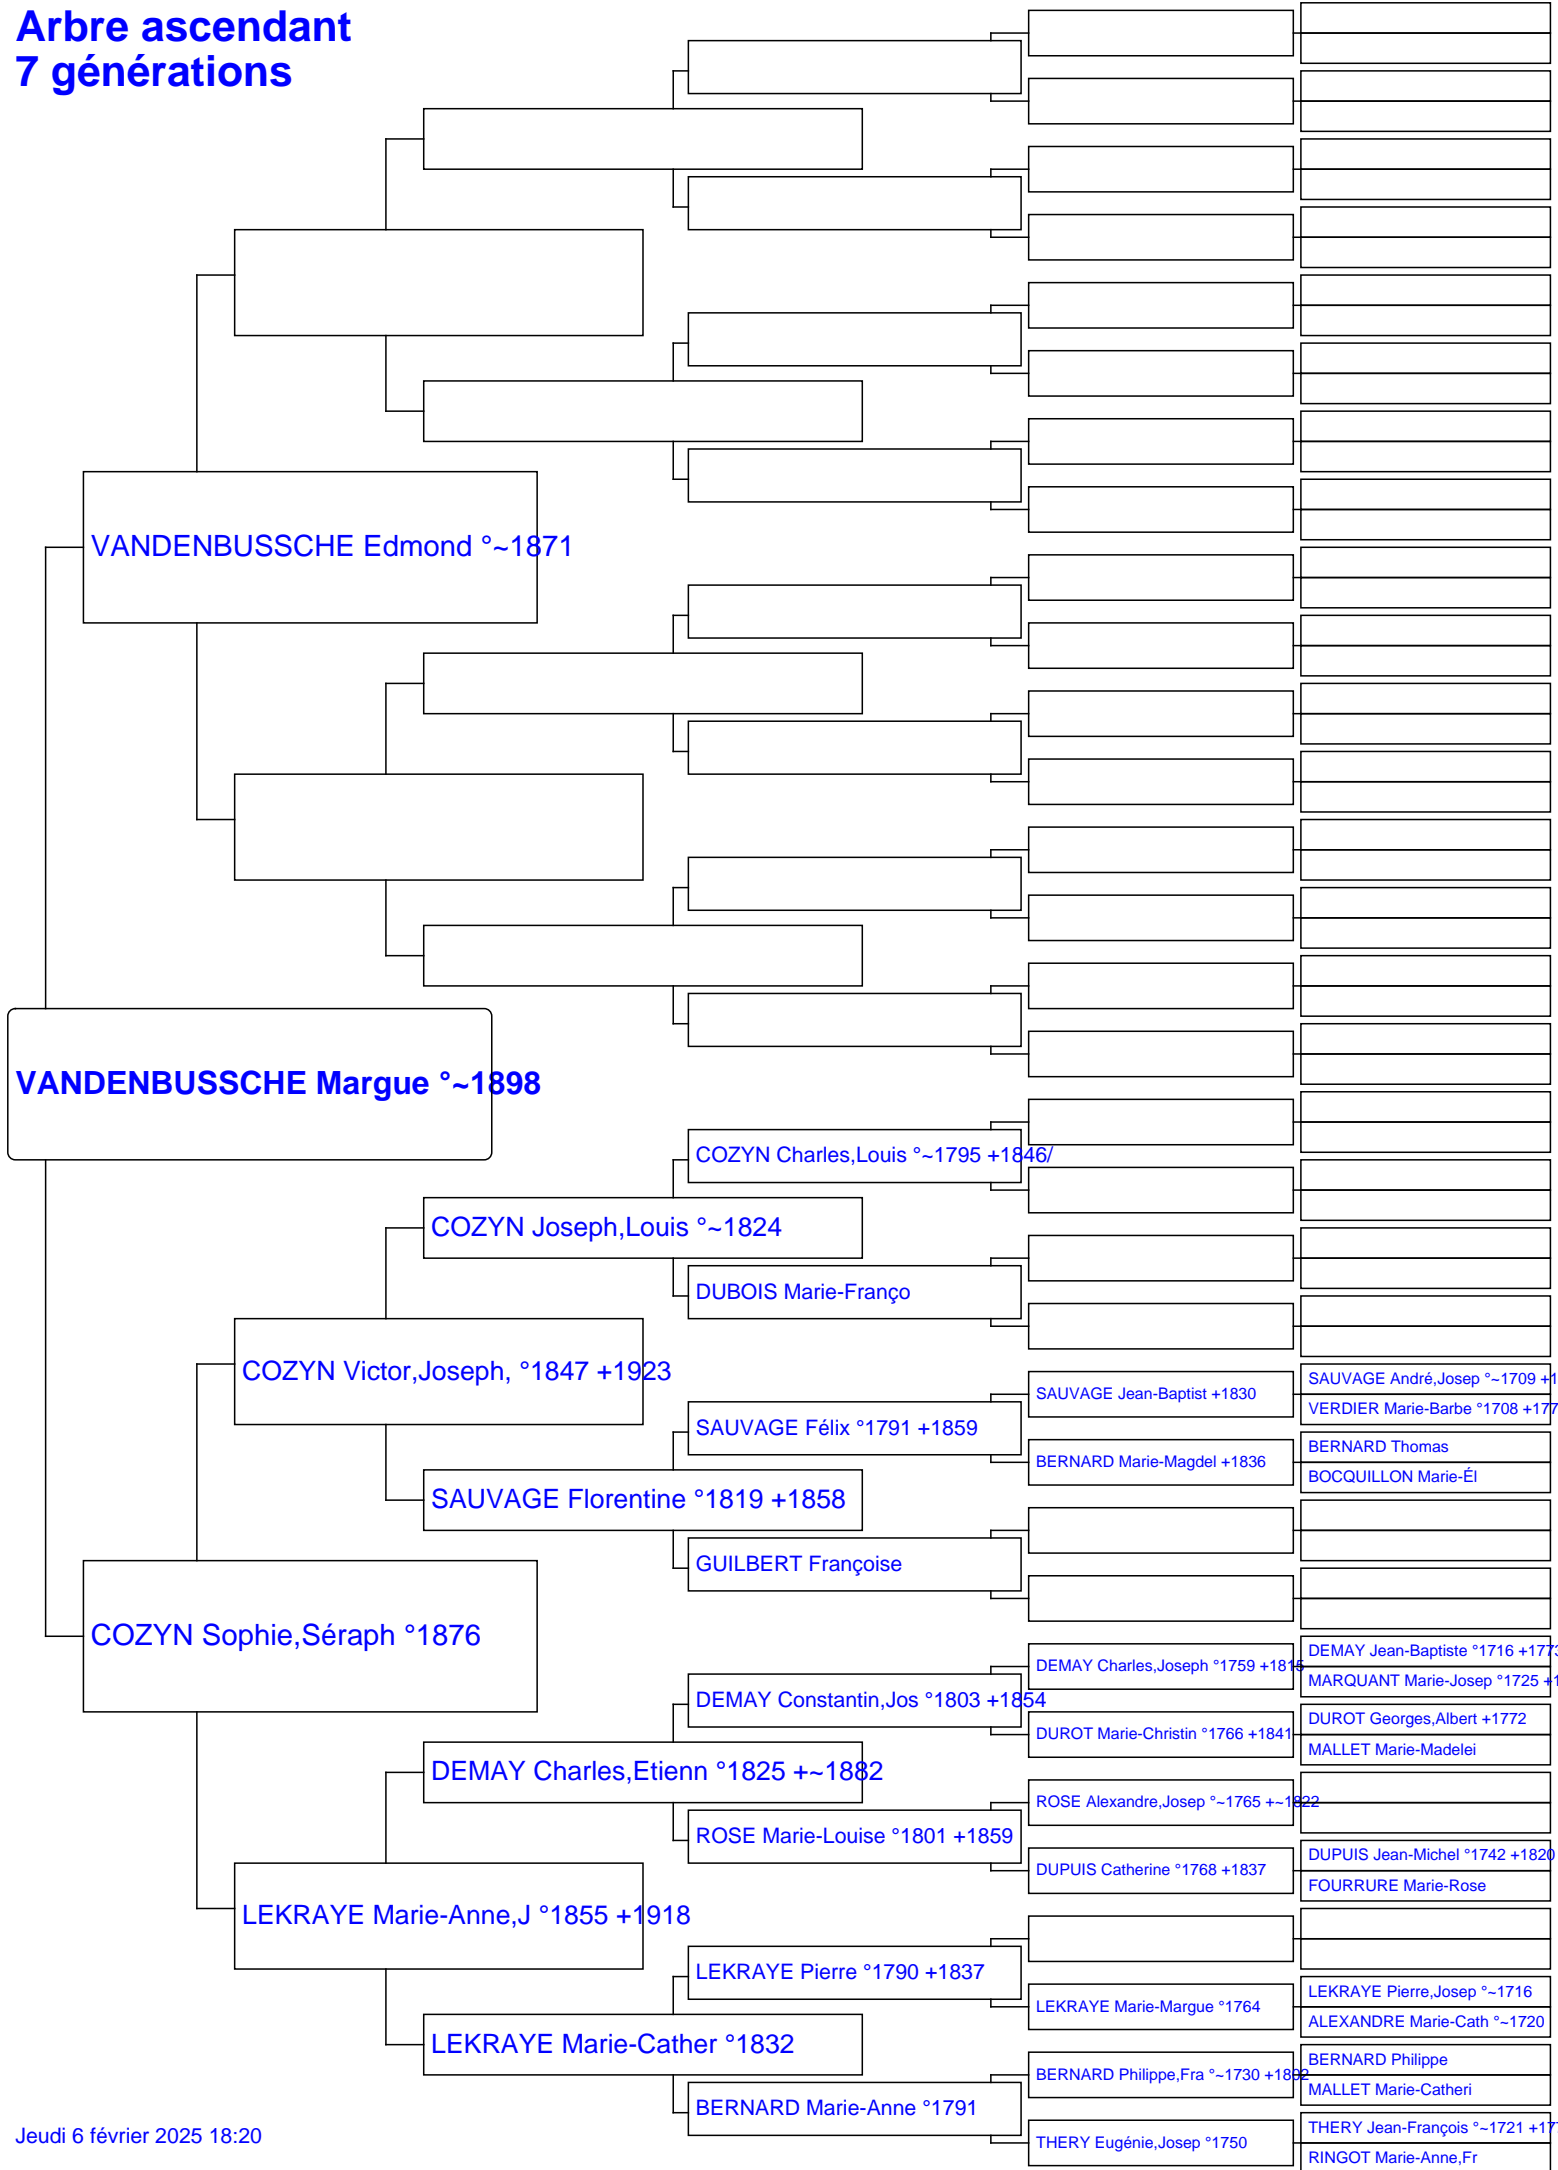 Arbre ascendant
7 générations
VANDENBUSSCHE Edmond °~1871
VANDENBUSSCHE Margue °~1898
COZYN Charles,Louis °~1795 +1846/
COZYN Joseph,Louis °~1824
DUBOIS Marie-Franço
COZYN Victor,Joseph, °1847 +1923
SAUVAGE André,Josep °~1709 +1
SAUVAGE Jean-Baptist +1830
VERDIER Marie-Barbe °1708 +177
SAUVAGE Félix °1791 +1859
BERNARD Thomas
BERNARD Marie-Magdel +1836
BOCQUILLON Marie-Él
SAUVAGE Florentine °1819 +1858
GUILBERT Françoise
COZYN Sophie,Séraph °1876
DEMAY Jean-Baptiste °1716 +1773
DEMAY Charles,Joseph °1759 +1815
MARQUANT Marie-Josep °1725 +1
DEMAY Constantin,Jos °1803 +1854
DUROT Georges,Albert +1772
DUROT Marie-Christin °1766 +1841
MALLET Marie-Madelei
DEMAY Charles,Etienn °1825 +~1882
ROSE Alexandre,Josep °~1765 +~1822
ROSE Marie-Louise °1801 +1859
DUPUIS Jean-Michel °1742 +1820
DUPUIS Catherine °1768 +1837
FOURRURE Marie-Rose
LEKRAYE Marie-Anne,J °1855 +1918
LEKRAYE Pierre °1790 +1837
LEKRAYE Pierre,Josep °~1716
LEKRAYE Marie-Margue °1764
ALEXANDRE Marie-Cath °~1720
LEKRAYE Marie-Cather °1832
BERNARD Philippe
BERNARD Philippe,Fra °~1730 +1802
MALLET Marie-Catheri
BERNARD Marie-Anne °1791
THERY Jean-François °~1721 +177
THERY Eugénie,Josep °1750
RINGOT Marie-Anne,Fr
Jeudi 6 février 2025 18:20